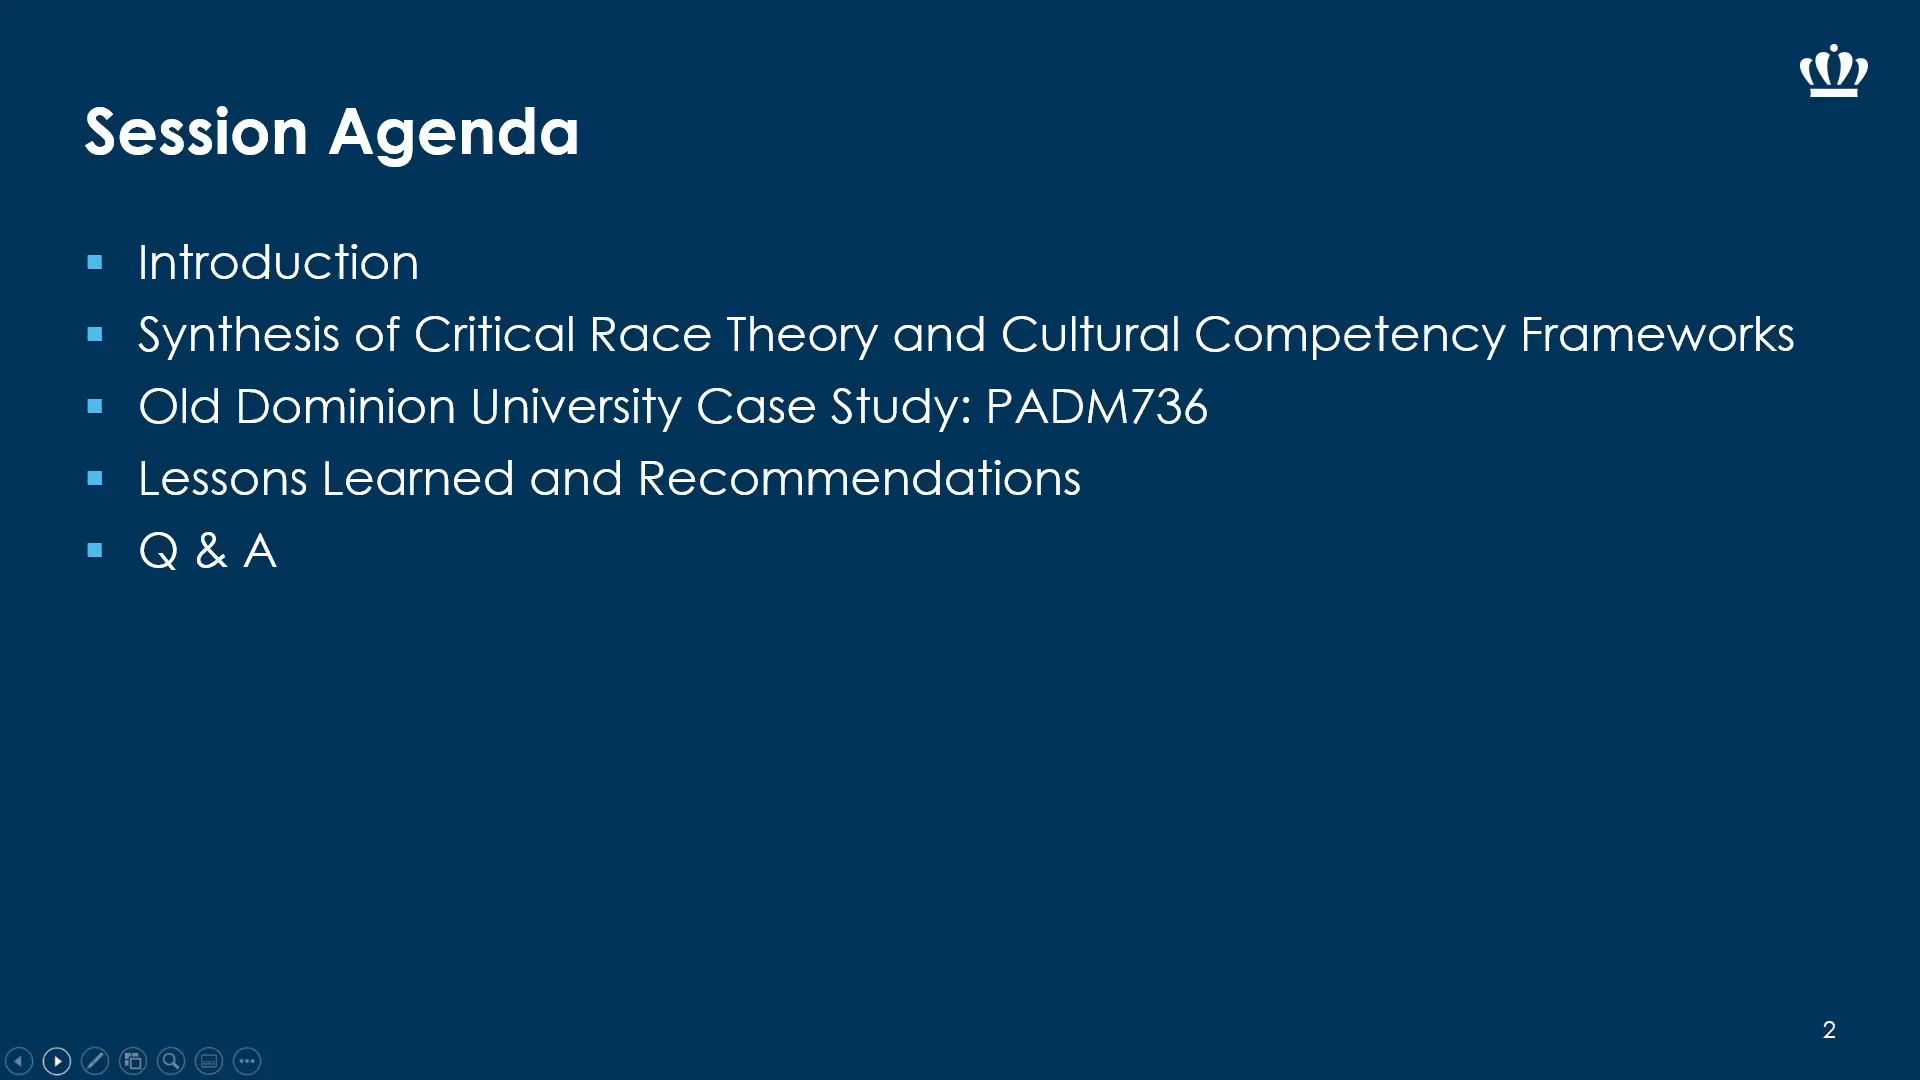 Session Agenda
Introduction
Synthesis of Critical Race Theory and Cultural Competency Frameworks
Old Dominion University Case Study: PADM736
Lessons Learned and Recommendations
Q & A
2